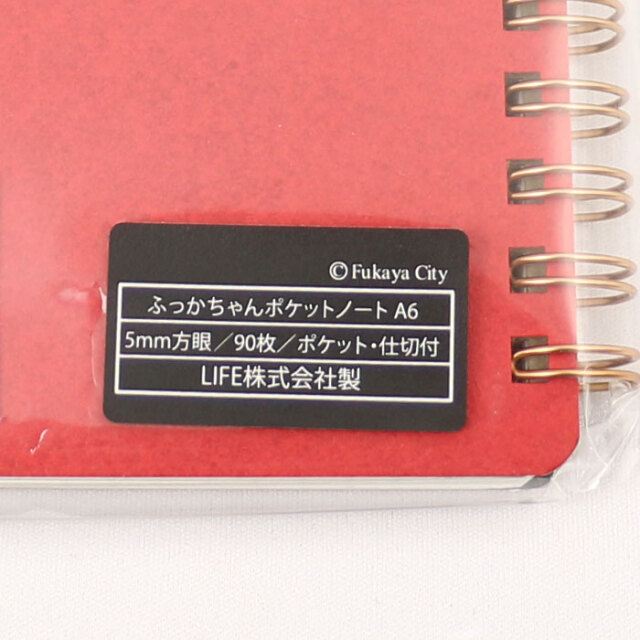 © Fukaya City
ふっかちゃんポケットノート A6
5mm方眼／90枚／ポケット・仕切付
LIFE株式会社製